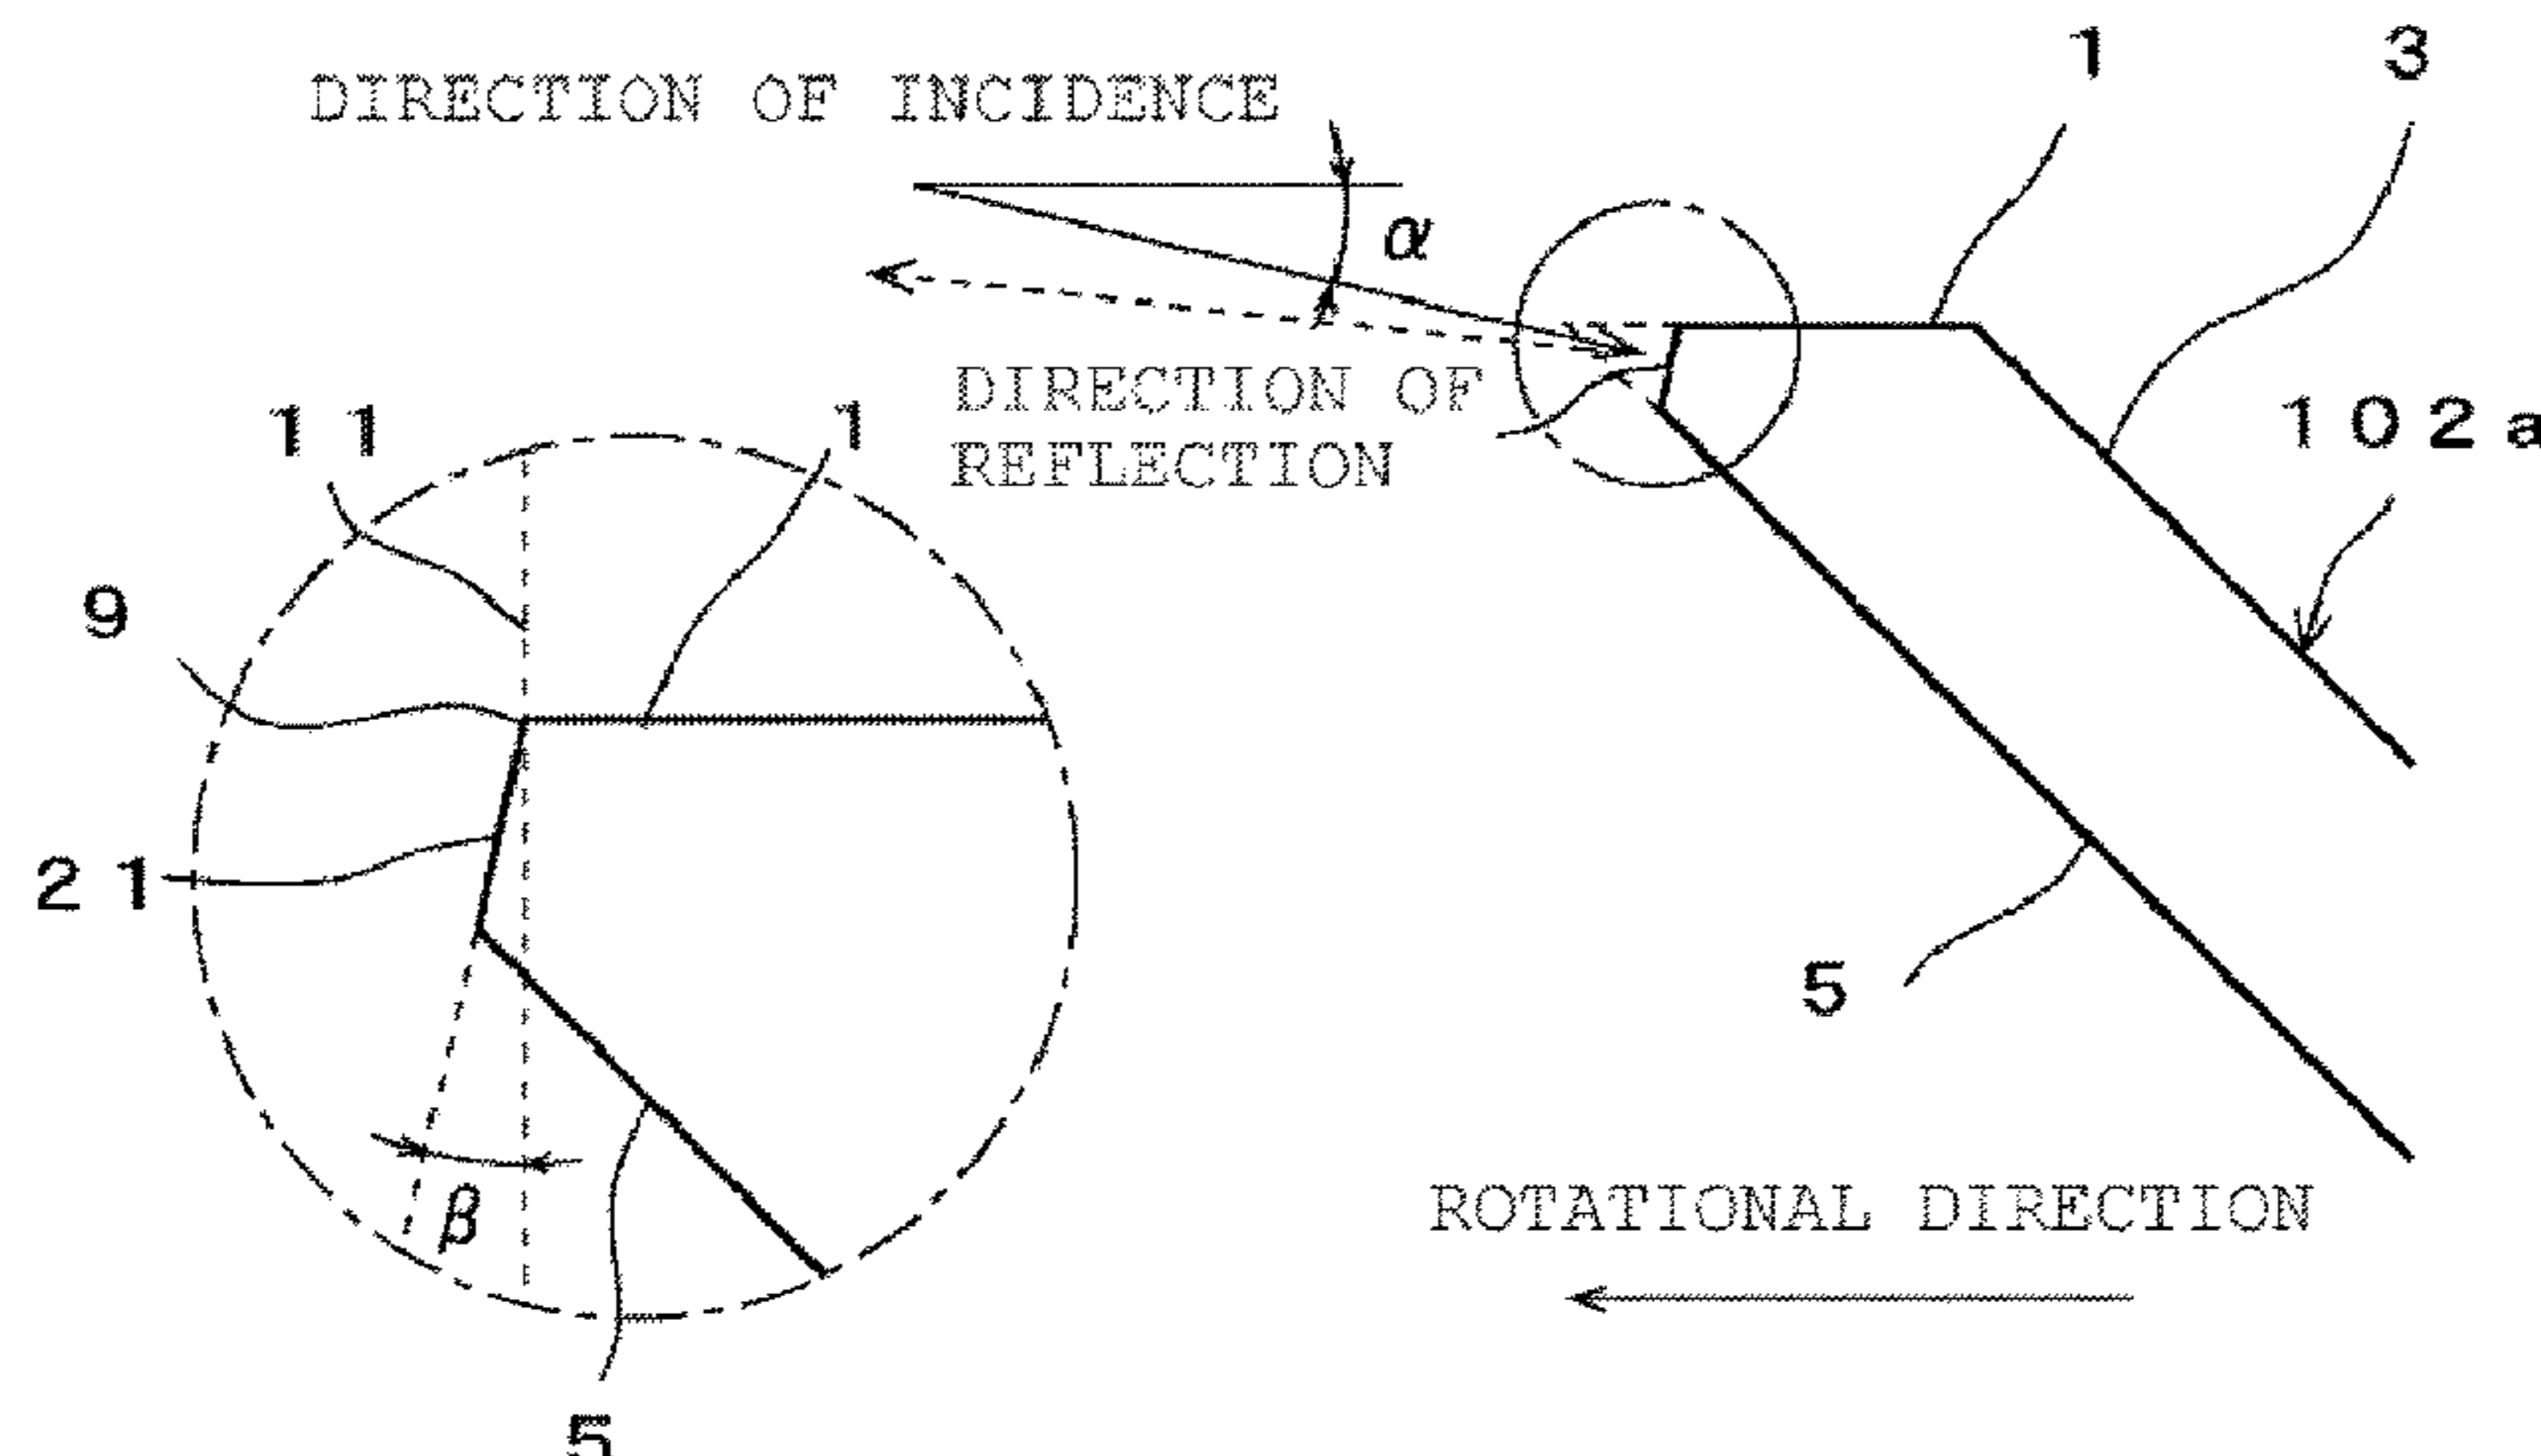 DIRECTION OF INCIDENCE
1
3
α
DIRECTION OF
REFLECTION
102a
11
1
9
21
5
β
ROTATIONAL DIRECTION
5